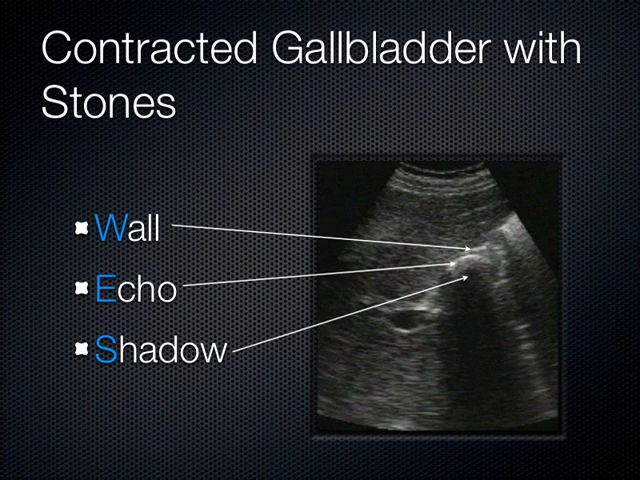 Contracted Gallbladder with
Stones
Wall
Echo
Shadow